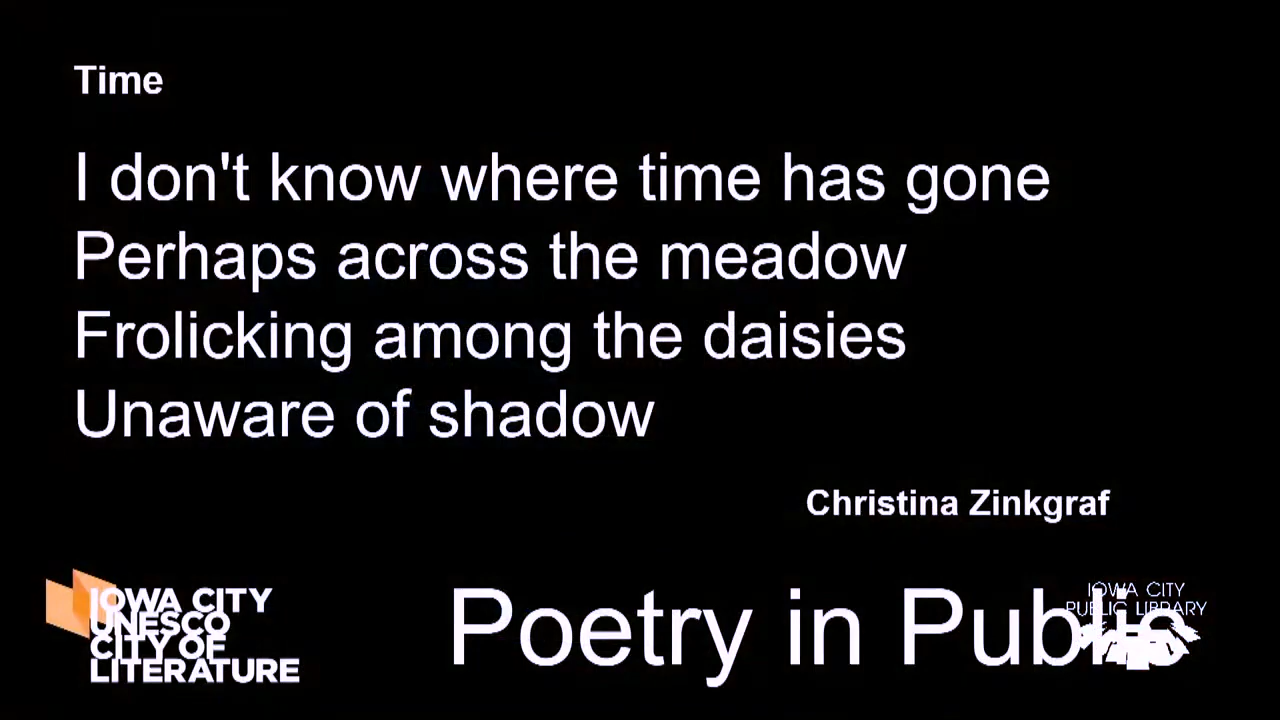 Time
I don't know where time has gone
Perhaps across the meadow
Frolicking among the daisies
Unaware of shadow
Christina Zinkgraf
IOWA CITY
UNESCO
CITY OF
LITERATURE
Poetry in Public
IOWA CITY
PUBLIC LIBRARY